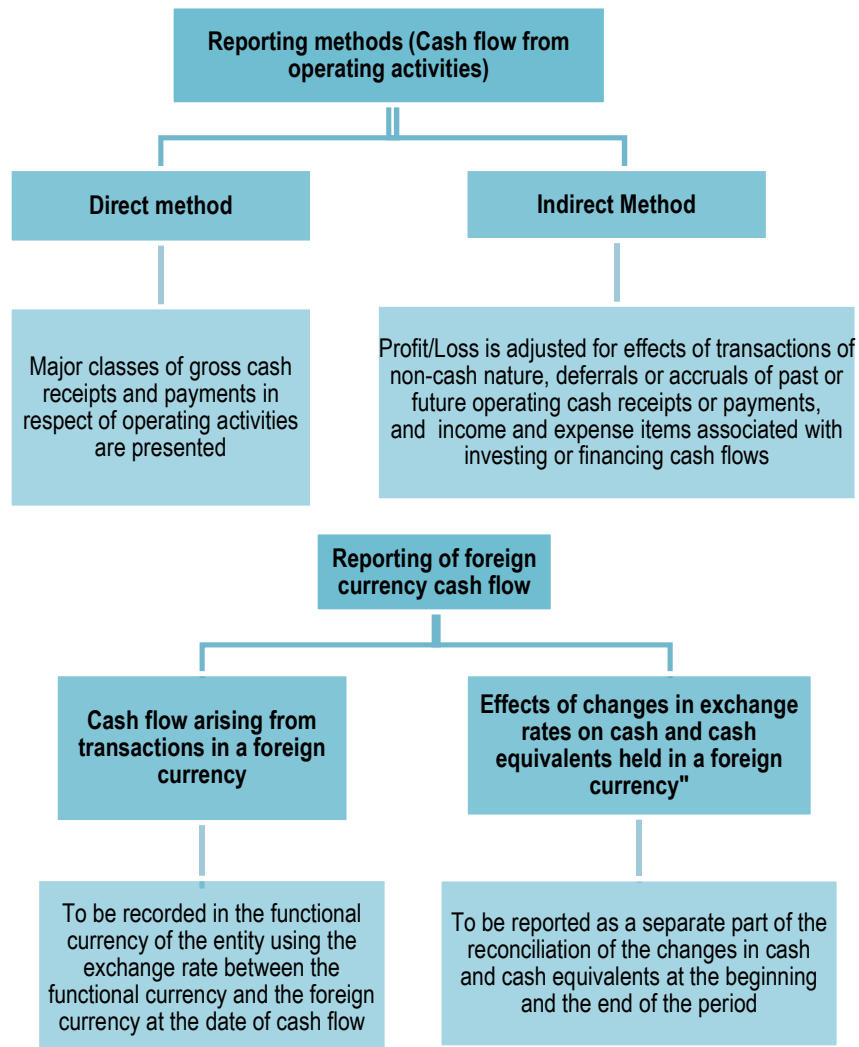 Reporting methods (Cash flow from
operating activities)
Direct method
Indirect Method
Major classes of gross cash
receipts and payments in
respect of operating activities
are presented
Profit/Loss is adjusted for effects of transactions of
non-cash nature, deferrals or accruals of past or
future operating cash receipts or payments,
and income and expense items associated with
investing or financing cash flows
Reporting of foreign
currency cash flow
Cash flow arising from
transactions in a foreign
currency
Effects of changes in exchange
rates on cash and cash
equivalents held in a foreign
currency"
To be recorded in the functional
currency of the entity using the
exchange rate between the
functional currency and the foreign
currency at the date of cash flow
To be reported as a separate part of the
reconciliation of the changes in cash
and cash equivalents at the beginning
and the end of the period